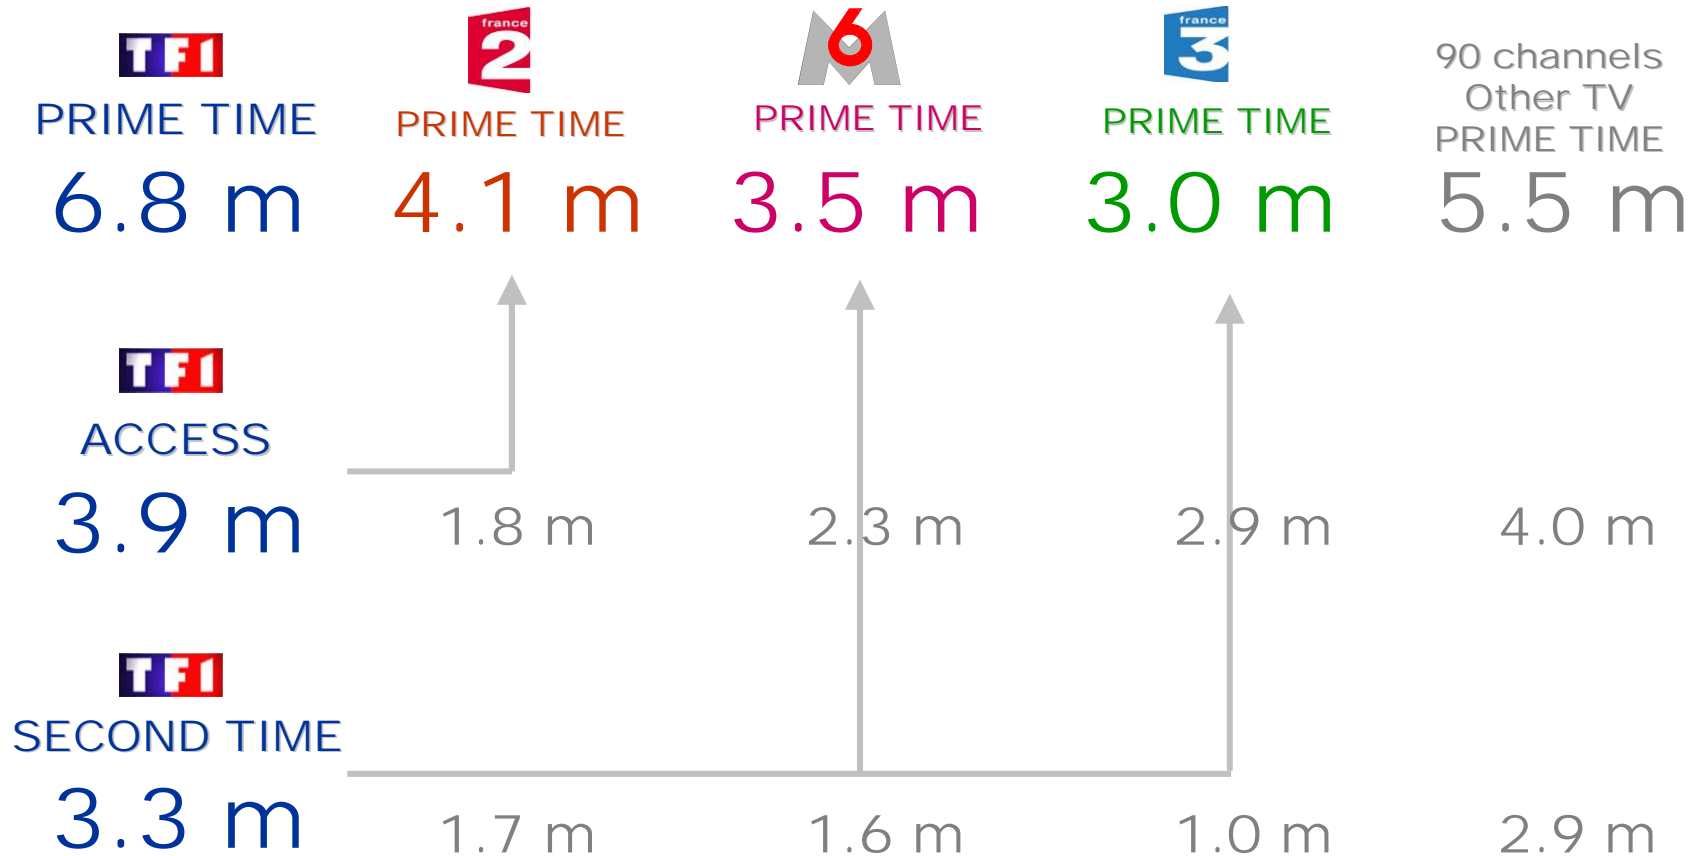 TF1
PRIME TIME
6.8 m
france
2
PRIME TIME
4.1 m
M6
PRIME TIME
3.5 m
france
3
PRIME TIME
3.0 m
90 channels
Other TV
PRIME TIME
5.5 m
TF1
ACCESS
3.9 m
1.8 m
2.3 m
2.9 m
4.0 m
TF1
SECOND TIME
3.3 m
1.7 m
1.6 m
1.0 m
2.9 m